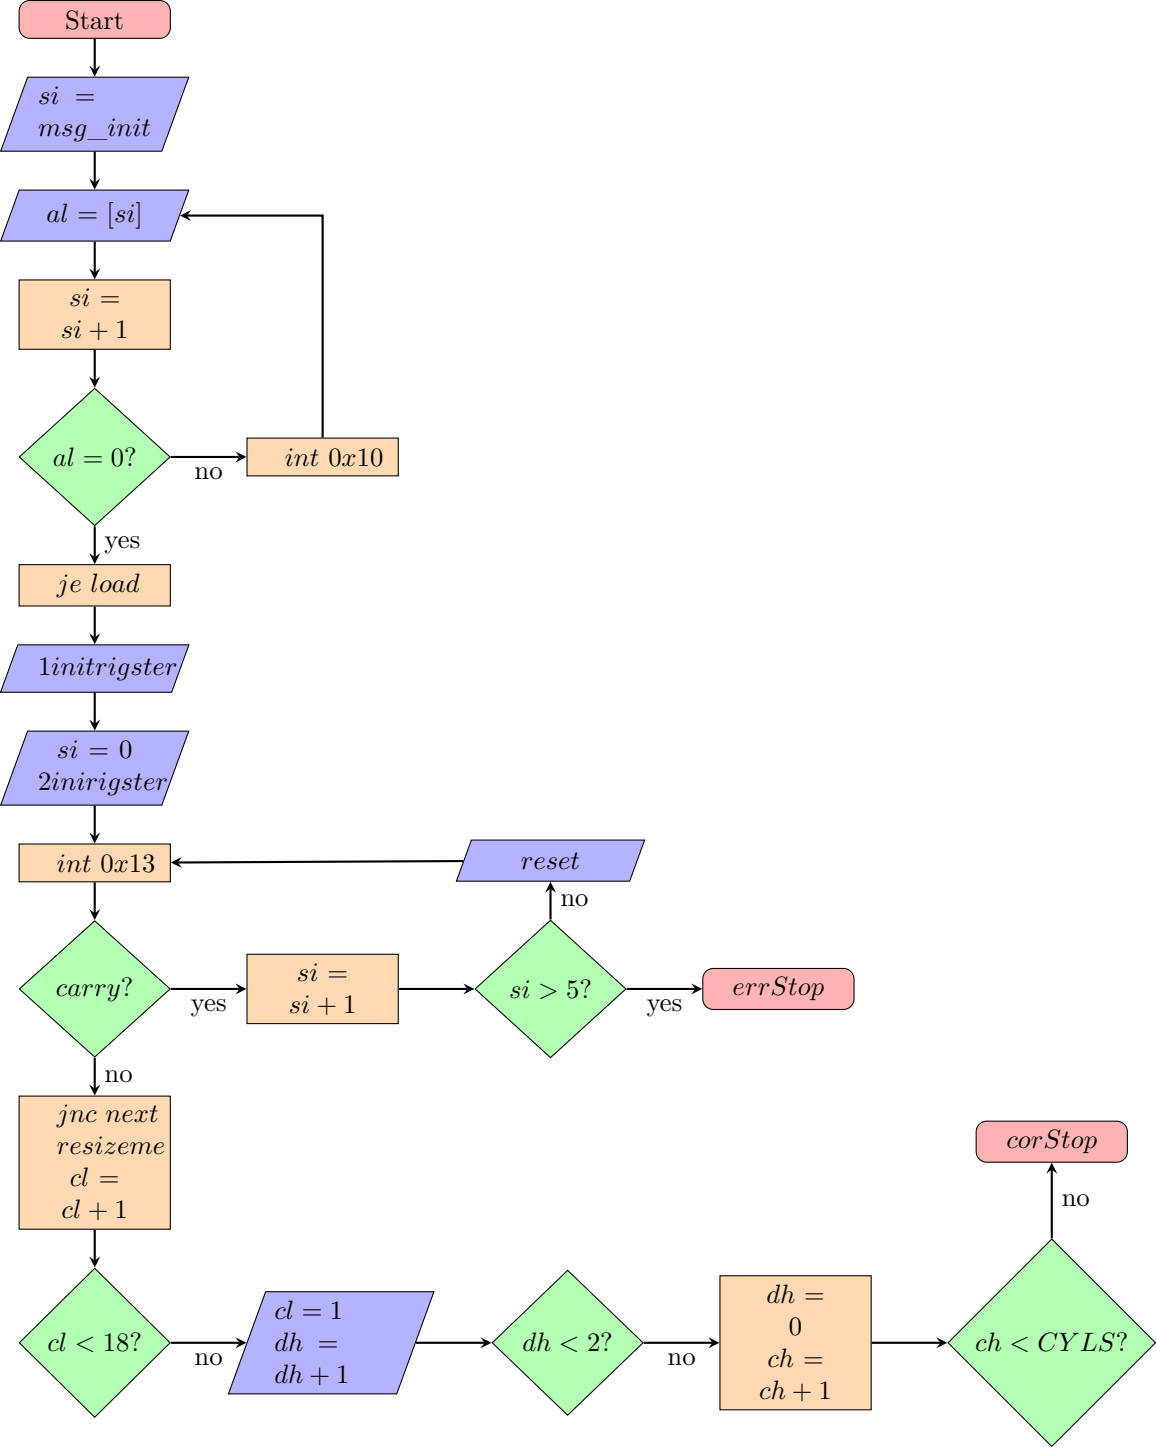 Start
si =
msg_init
al = [si]
si =
si + 1
al = 0?
no
int 0x10
yes
je load
1initrigster
si = 0
2inirigster
int 0x13
reset
no
carry?
yes
si =
si + 1
si > 5?
yes
errStop
no
jnc next
resizeme
cl =
cl + 1
corStop
no
cl < 18?
no
cl = 1
dh =
dh + 1
dh < 2?
no
dh =
0
ch =
ch + 1
ch < CYLS?